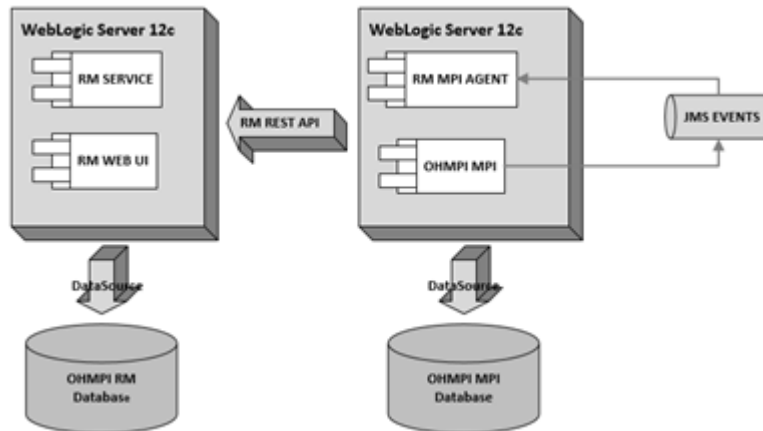 WebLogic Server 12c
RM SERVICE
RM WEB UI
RM REST API
WebLogic Server 12c
RM MPI AGENT
OHMPI MPI
JMS EVENTS
DataSource
DataSource
OHMPI RM
Database
OHMPI MPI
Database